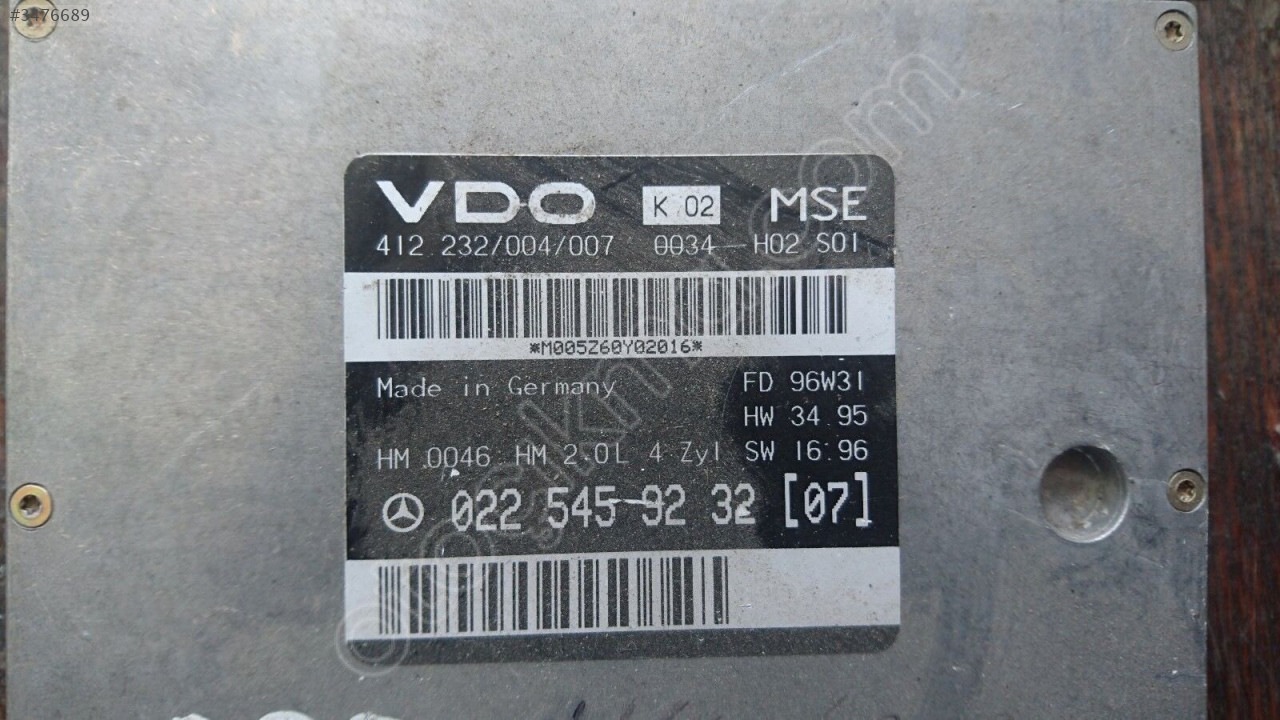 #3476689
VDO K 02 MSE
412 232/004/007 0034 H02 S01
*M005Z60Y02016*
Made in Germany FD 96W31
HW 34.95
HM 0046 HM 2.0L 4 Zyl SW 16.96
022 545 92 32 [07]